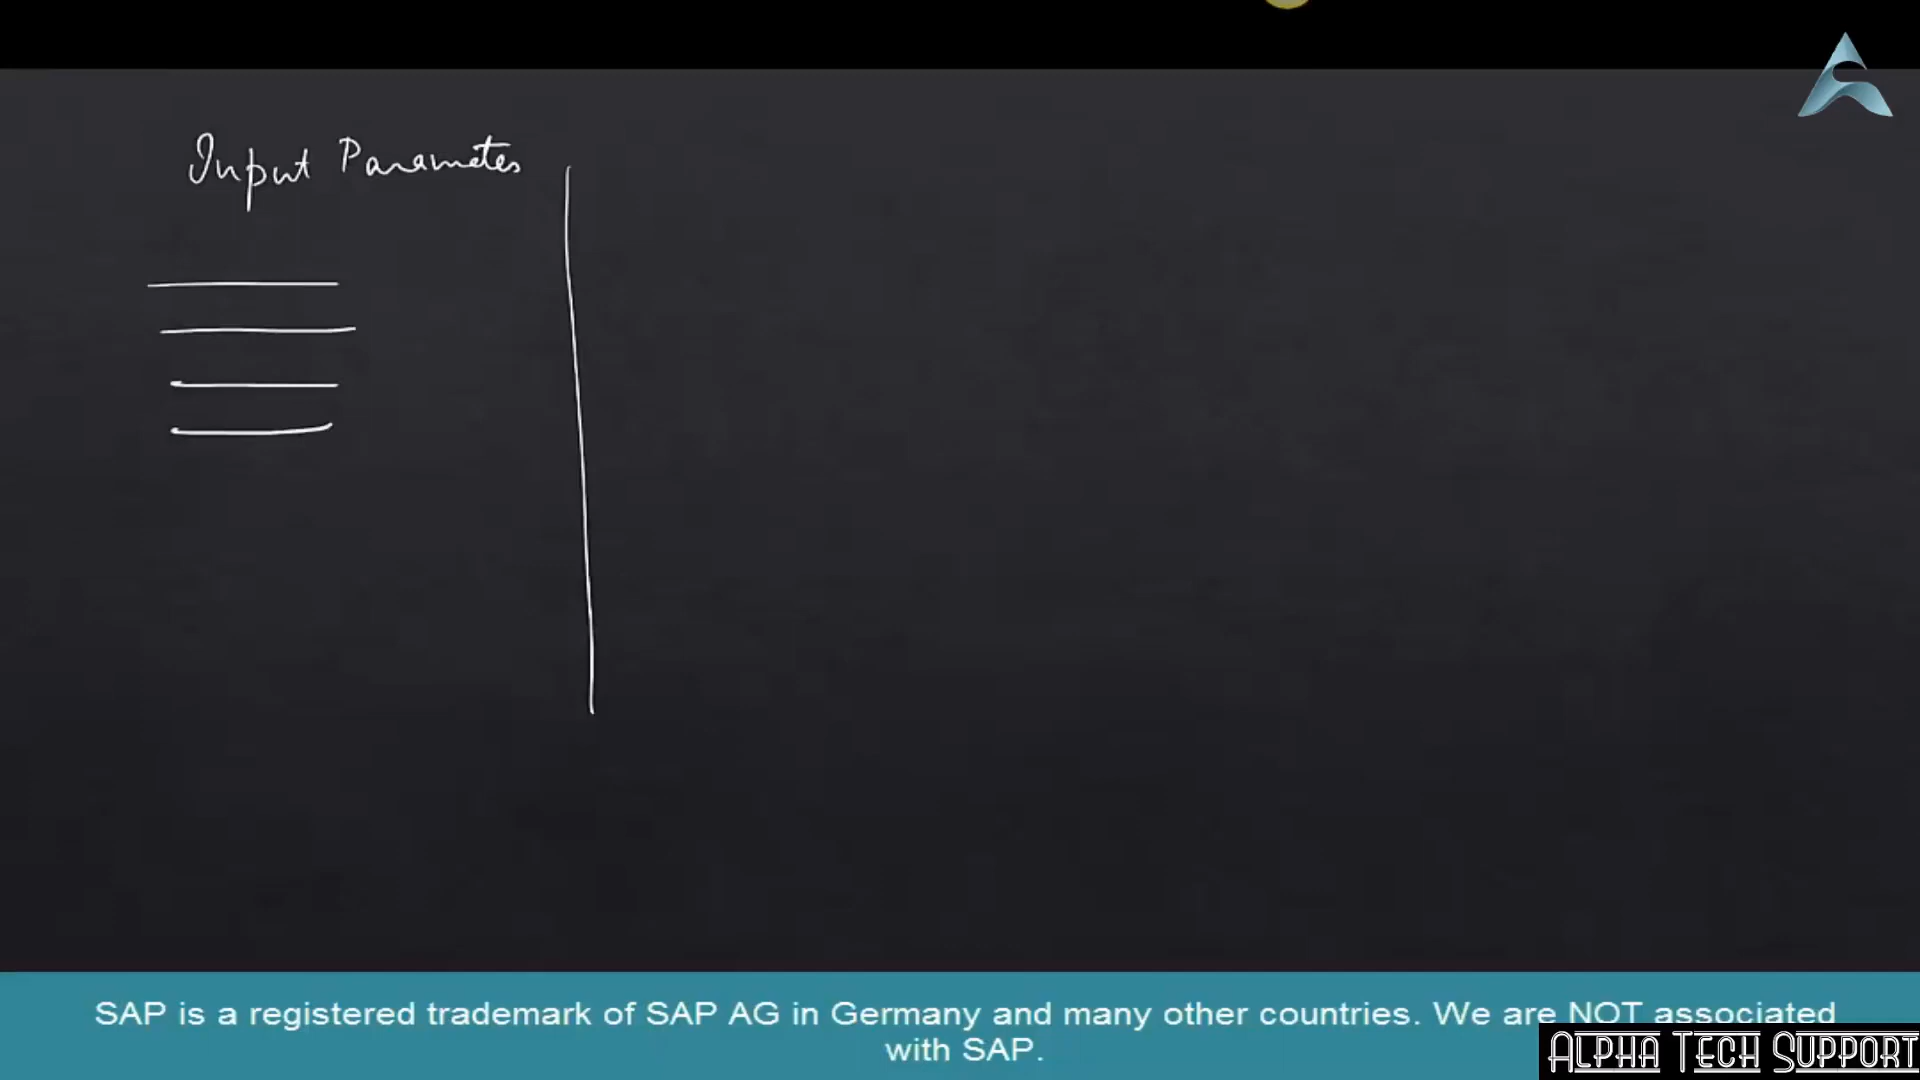 Input Parameters
SAP is a registered trademark of SAP AG in Germany and many other countries. We are NOT associated
with SAP.
ALPHA TECH SUPPORT